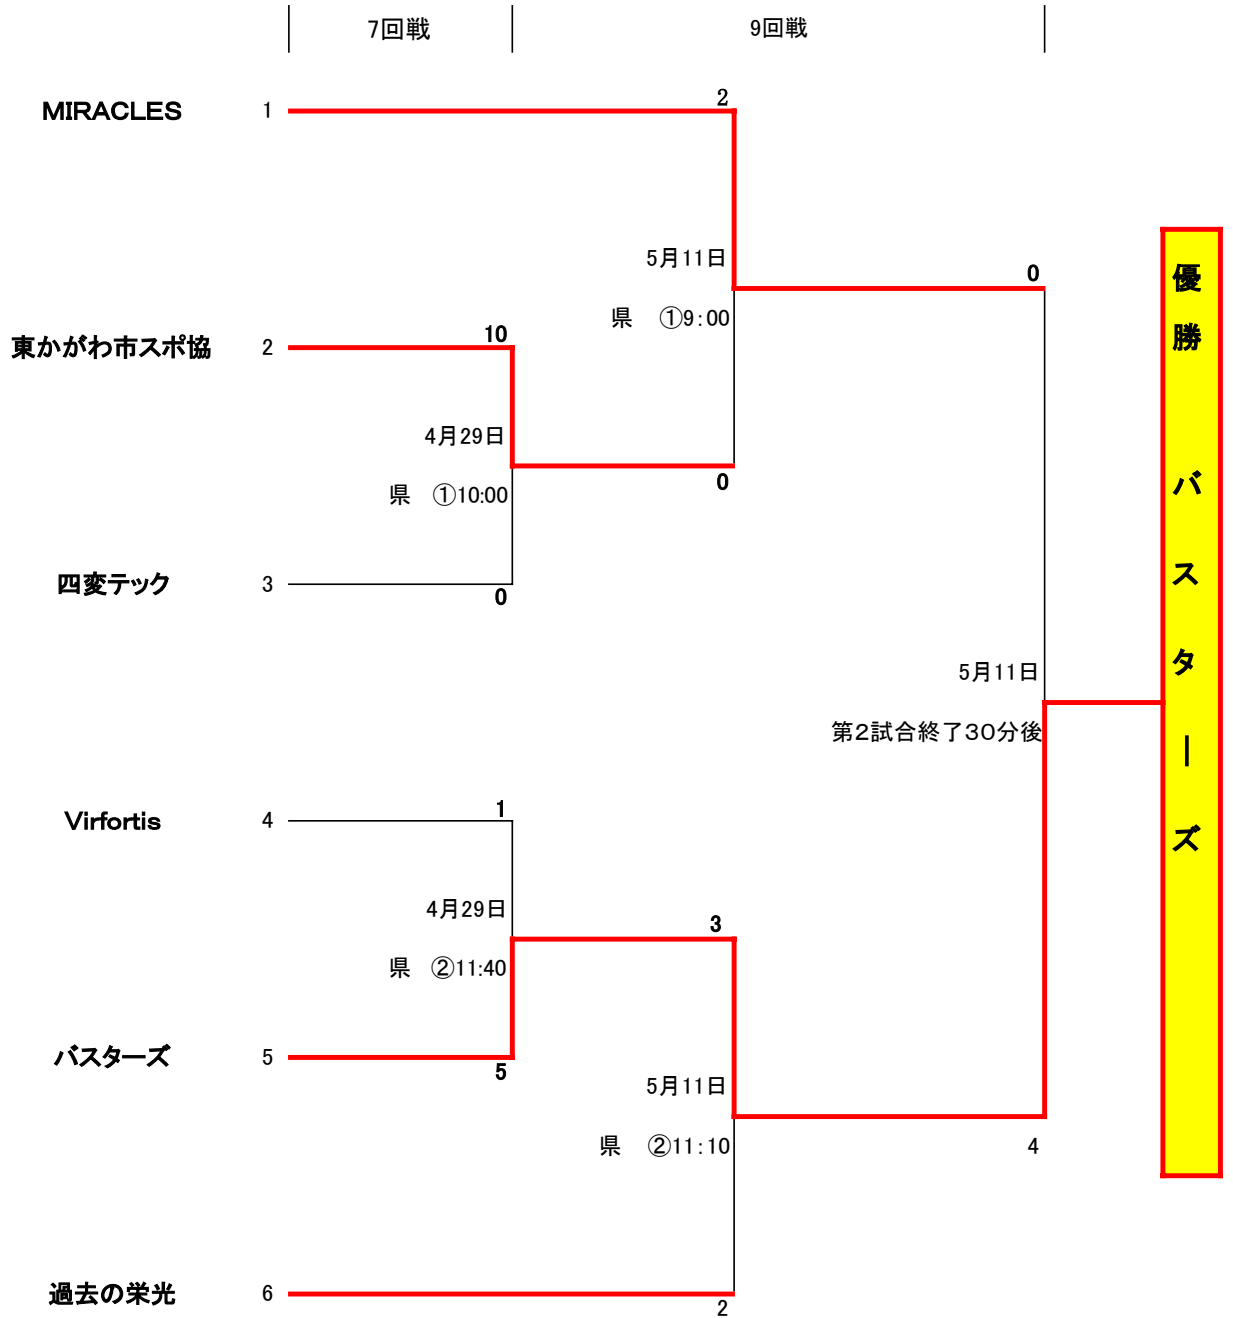 7回戦
9回戦
MIRACLES
1
2
5月11日
0
県 ①9:00
東かがわ市スポ協
2
10
4月29日
0
県 ①10:00
四変テック
3
0
5月11日
第2試合終了30分後
Virfortis
4
1
4月29日
3
県 ②11:40
バスターズ
5
5
5月11日
県 ②11:10
4
過去の栄光
6
2
優勝 バスターズ